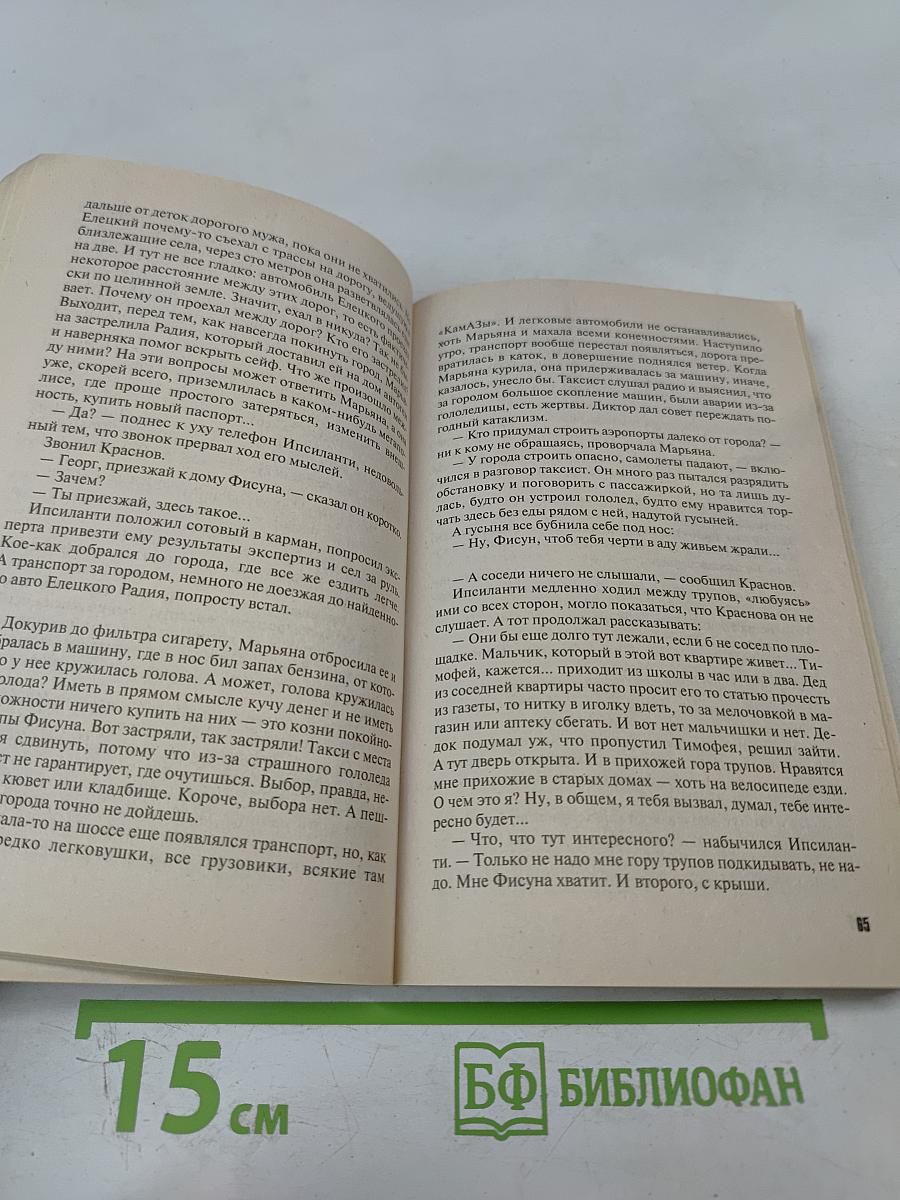 дальше от деток дорогого мужа, пока они не хватились.
Елецкий почему-то съехал с трассы на дорогу, ведущую в
близлежащие села, через сто метров она разветвлялась
на две. И тут не все гладко: автомобиль Елецкого проехал
некоторое расстояние между этих дорог, то есть фактиче-
ски по целинной земле. Значит, ехал в никуда? Так не бы-
вает. Почему он проехал между дорог? Кто его застрелил?
Выходит, перед тем, как навсегда покинуть город, Марья-
на застрелила Радия, который доставил ей на дом автоген
и наверняка помог вскрыть сейф. Что же произошло меж-
ду ними? На эти вопросы может ответить Марьяна, а она
уже, скорей всего, приземлилась в каком-нибудь мегапо-
лисе, где проще простого затеряться, изменить внеш-
ность, купить новый паспорт...
— Да? — поднес к уху телефон Ипсиланти, недоволь-
ный тем, что звонок прервал ход его мыслей.
Звонил Краснов.
— Георг, приезжай к дому Фисуна, — сказал он коротко.
— Зачем?
— Ты приезжай, здесь такое...
Ипсиланти положил сотовый в карман, попросил экс-
перта привезти ему результаты экспертиз и сел за руль.
Кое-как добрался до города, где все же ездить легче.
А транспорт за городом, немного не доезжая до найденно-
о авто Елецкого Радия, попросту встал.
Докурив до фильтра сигарету, Марьяна отбросила ее и
бралась в машину, где в нос бил запах бензина, от кото-
о у нее кружилась голова. А может, голова кружилась
олода? Иметь в прямом смысле кучу денег и не иметь
ожности ничего купить на них — это козни покойно-
пы Фисуна. Вот застряли, так застряли! Такси с места
я сдвинуть, потому что из-за страшного гололеда
ет не гарантирует, где очутишься. Выбор, правда, не-
кювет или кладбище. Короче, выбора нет. А пеш-
города точно не дойдешь.
ала-то на шоссе еще появлялся транспорт, но, как
редко легковушки, все грузовики, всякие там
«КамАЗы». И легковые автомобили не останавливались,
хоть Марьяна и махала всеми конечностями. Наступило
утро, транспорт вообще перестал появляться, дорога пре-
вратилась в каток, в довершение поднялся ветер. Когда
Марьяна курила, она придерживалась за машину, иначе,
казалось, унесло бы. Таксист слушал радио и выяснил, что
за городом большое скопление машин, были аварии из-за
гололедицы, есть жертвы. Диктор дал совет переждать по-
годный катаклизм.
— Кто придумал строить аэропорты далеко от города? —
ни к кому не обращаясь, проворчала Марьяна.
— У города строить опасно, самолеты падают, — вклю-
чился в разговор таксист. Он много раз пытался разрядить
обстановку и поговорить с пассажиркой, но та лишь ду-
лась, будто он устроил гололед, будто ему нравится тор-
чать здесь без еды рядом с ней, надутой гусыней.
А гусыня все бубнила себе под нос:
— Ну, Фисун, чтоб тебя черти в аду живьем жрали...
— А соседи ничего не слышали, — сообщил Краснов.
Ипсиланти медленно ходил между трупов, «любуясь»
ими со всех сторон, могло показаться, что Краснова он не
слушает. А тот продолжал рассказывать:
— Они бы еще долго тут лежали, если б не сосед по пло-
щадке. Мальчик, который в этой вот квартире живет... Ти-
мофей, кажется... приходит из школы в час или в два. Дед
из соседней квартиры часто просит его то статью прочесть
из газеты, то нитку в иголку вдеть, то за мелочовкой в ма-
газин или аптеку сбегать. И вот нет мальчишки и нет. Де-
док подумал уж, что пропустил Тимофея, решил зайти.
А тут дверь открыта. И в прихожей гора трупов. Нравятся
мне прихожие в старых домах — хоть на велосипеде езди.
О чем это я? Ну, в общем, я тебя вызвал, думал, тебе инте-
ресно будет...
— Что, что тут интересного? — набычился Ипсилан-
ти. — Только не надо мне гору трупов подкидывать, не на-
до. Мне Фисуна хватит. И второго, с крыши.
65
15 см
БФ БИБЛИОФАН